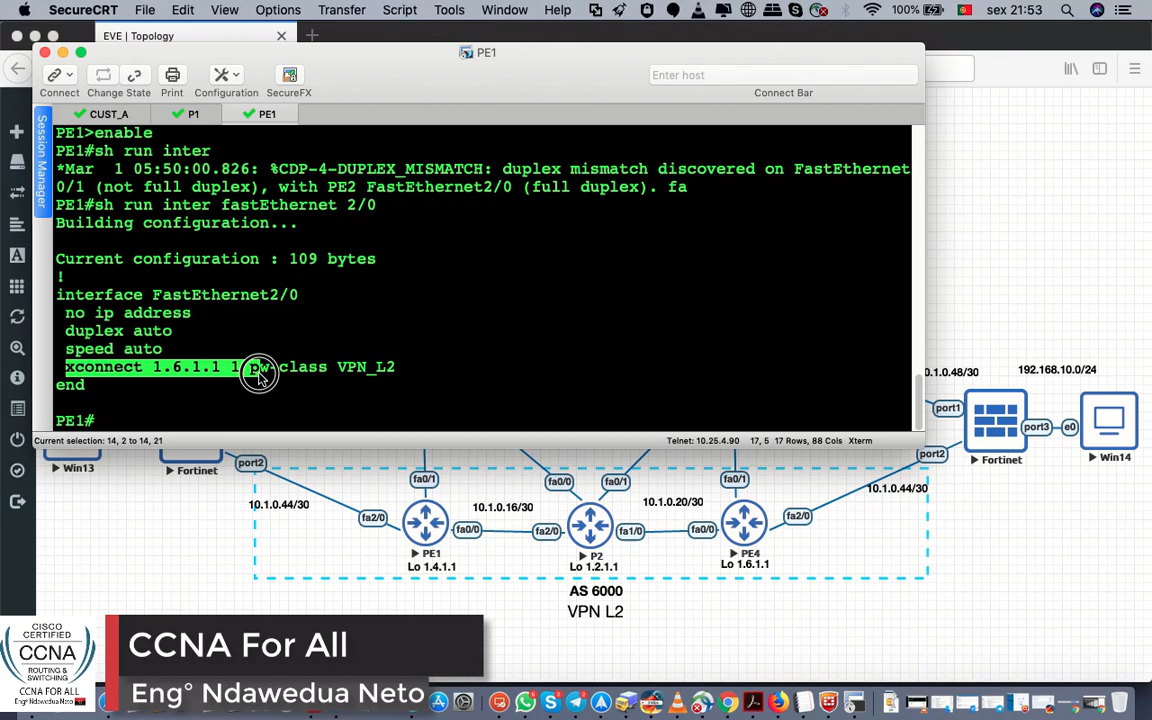 SecureCRT File Edit View Options Transfer Script Tools Window Help 100% sex 21:53
EVE | Topology
PE1
Enter host
Connect Change State Print Configuration SecureFX Connect Bar
CUST_A P1 PE1
Session Manager
PE1>enable
PE1#sh run inter
*Mar  1 05:50:00.826: %CDP-4-DUPLEX_MISMATCH: duplex mismatch discovered on FastEthernet
0/1 (not full duplex), with PE2 FastEthernet2/0 (full duplex). fa
PE1#sh run inter fastEthernet 2/0
Building configuration...
Current configuration : 109 bytes
!
interface FastEthernet2/0
no ip address
duplex auto
speed auto
xconnect 1.6.1.1 1 pw-class VPN_L2
end
PE1#
Current selection: 14, 2 to 14, 21 Telnet: 10.25.4.90 17, 5 17 Rows, 88 Cols Xterm
.1.0.48/30 192.168.10.0/24
port1
port3 e0
Win13 Fortinet port2 port2 Fortinet Win14
fa0/1 fa0/0 fa0/1 fa0/1
10.1.0.44/30 10.1.0.16/30 10.1.0.20/30 10.1.0.44/30
fa2/0 fa0/0 fa2/0 fa1/0 fa0/0 fa2/0
PE1 P2 PE4
Lo 1.4.1.1 Lo 1.2.1.1 Lo 1.6.1.1
AS 6000
VPN L2
CISCO
CERTIFIED
CCNA
ROUTING &
SWITCHING
CCNA FOR ALL
Eng° Ndawedua Neto
CCNA For All
Eng° Ndawedua Neto